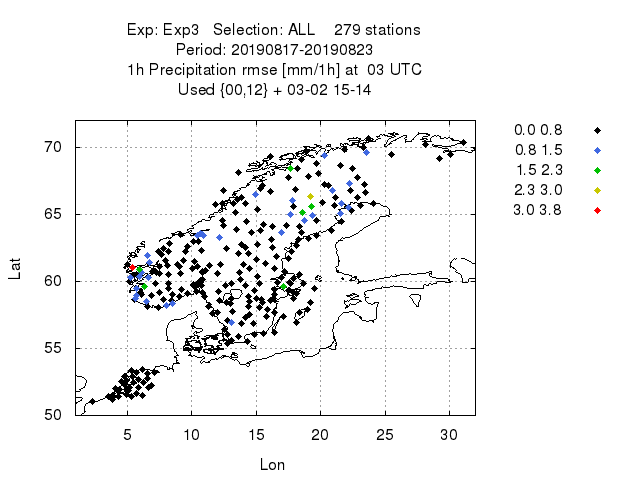 Exp: Exp3   Selection: ALL    279 stations
Period: 20190817-20190823
1h Precipitation rmse [mm/1h] at  03 UTC
Used {00,12} + 03-02 15-14
0.0 0.8
0.8 1.5
1.5 2.3
2.3 3.0
3.0 3.8
70
65
60
55
50
Lat
5 10 15 20 25 30
Lon